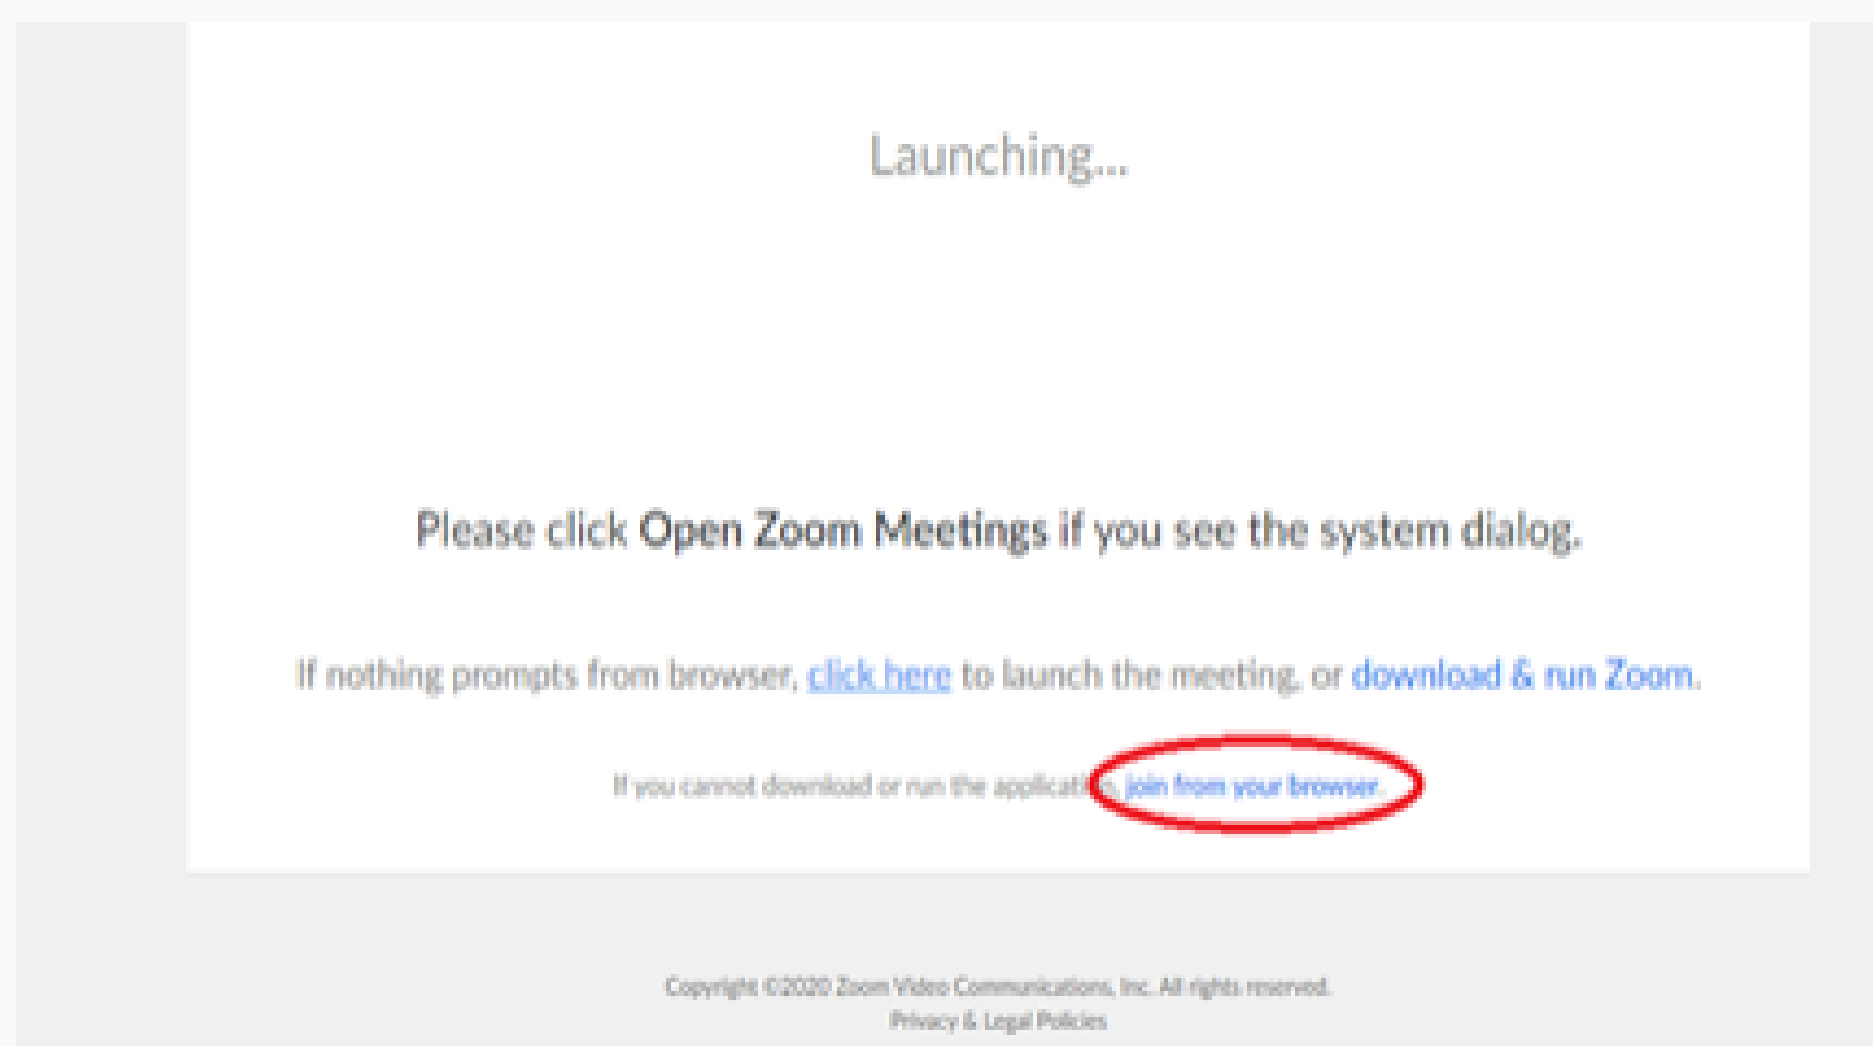 Launching...
Please click Open Zoom Meetings if you see the system dialog.
If nothing prompts from browser, click here to launch the meeting, or download & run Zoom.
If you cannot download or run the applicati , join from your browser.
Copyright ©2020 Zoom Video Communications, Inc. All rights reserved.
Privacy & Legal Policies